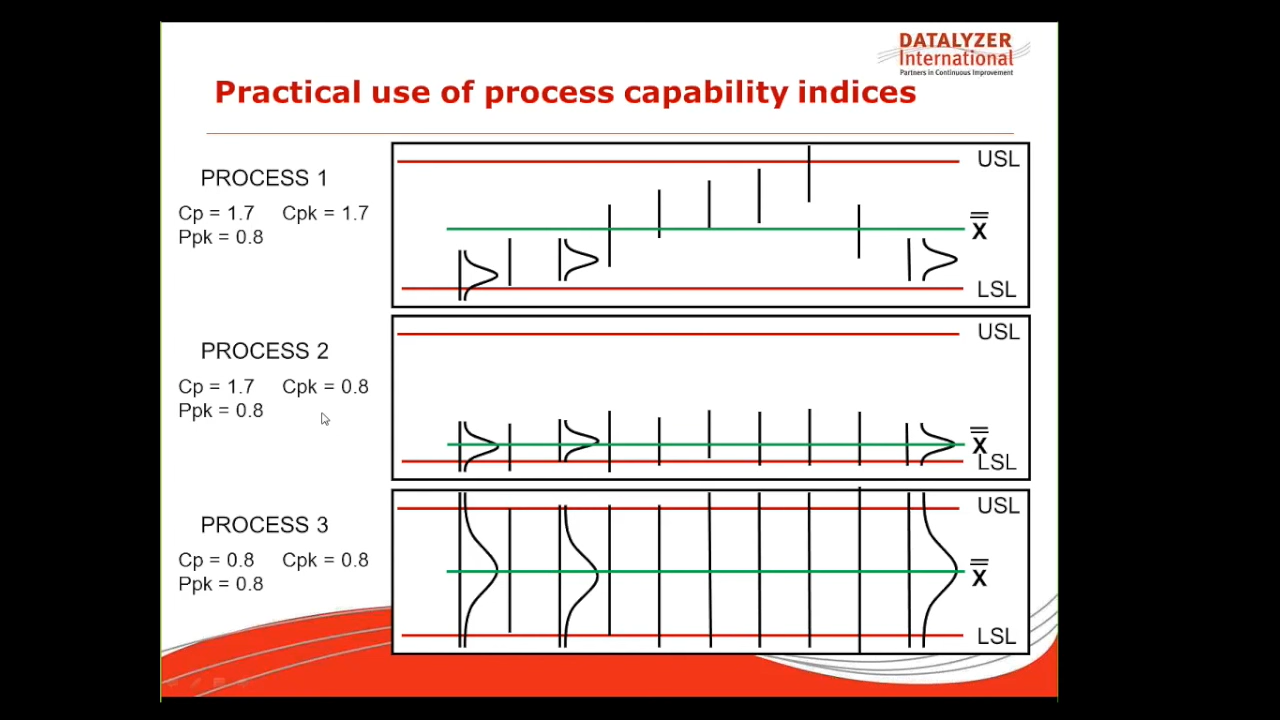 DATALYZER
International
Partners in Continuous Improvement
Practical use of process capability indices
PROCESS 1
Cp = 1.7 Cpk = 1.7
Ppk = 0.8
USL
X
LSL
PROCESS 2
Cp = 1.7 Cpk = 0.8
Ppk = 0.8
USL
X
LSL
PROCESS 3
Cp = 0.8 Cpk = 0.8
Ppk = 0.8
USL
X
LSL